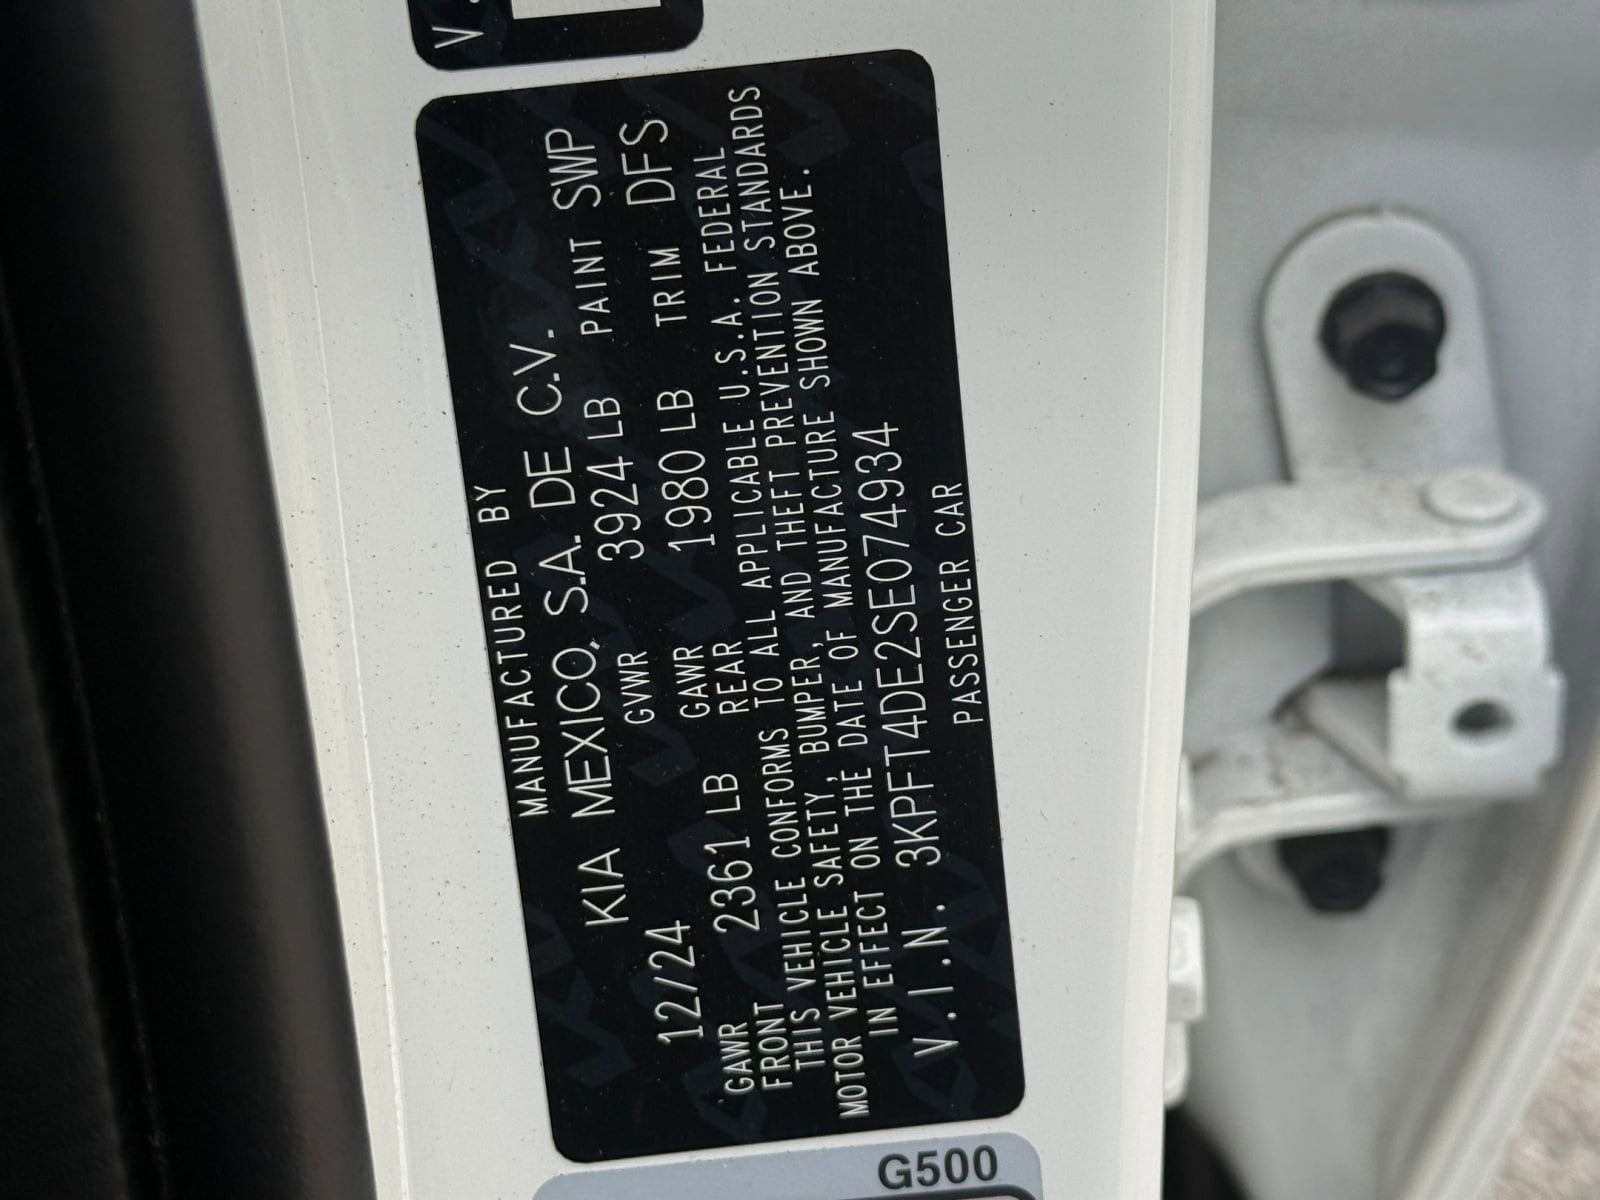 V.
MANUFACTURED BY
KIA MEXICO, S.A. DE C.V.
12/24 GVWR 3924 LB PAINT SWP
GAWR FRONT 2361 LB GAWR REAR 1980 LB TRIM DFS
THIS VEHICLE CONFORMS TO ALL APPLICABLE U.S.A. FEDERAL
MOTOR VEHICLE SAFETY, BUMPER, AND THEFT PREVENTION STANDARDS
IN EFFECT ON THE DATE OF MANUFACTURE SHOWN ABOVE.
V.I.N. 3KPFT4DE2SE074934
PASSENGER CAR
G500